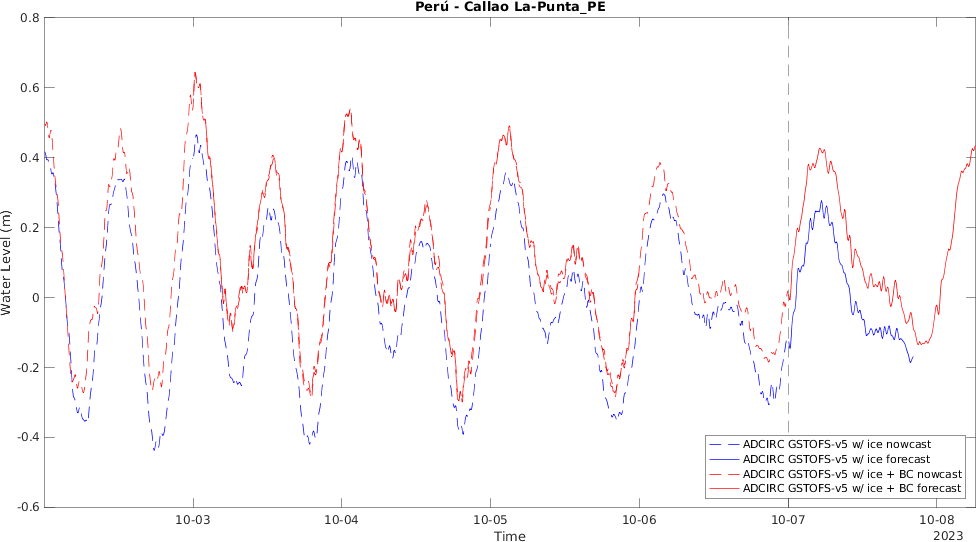 Perú - Callao La-Punta_PE
0.8
0.6
0.4
0.2
0
-0.2
-0.4
-0.6
Water Level (m)
ADCIRC GSTOFS-v5 w/ ice nowcast
ADCIRC GSTOFS-v5 w/ ice forecast
ADCIRC GSTOFS-v5 w/ ice + BC nowcast
ADCIRC GSTOFS-v5 w/ ice + BC forecast
10-03 10-04 10-05 10-06 10-07 10-08
Time 2023